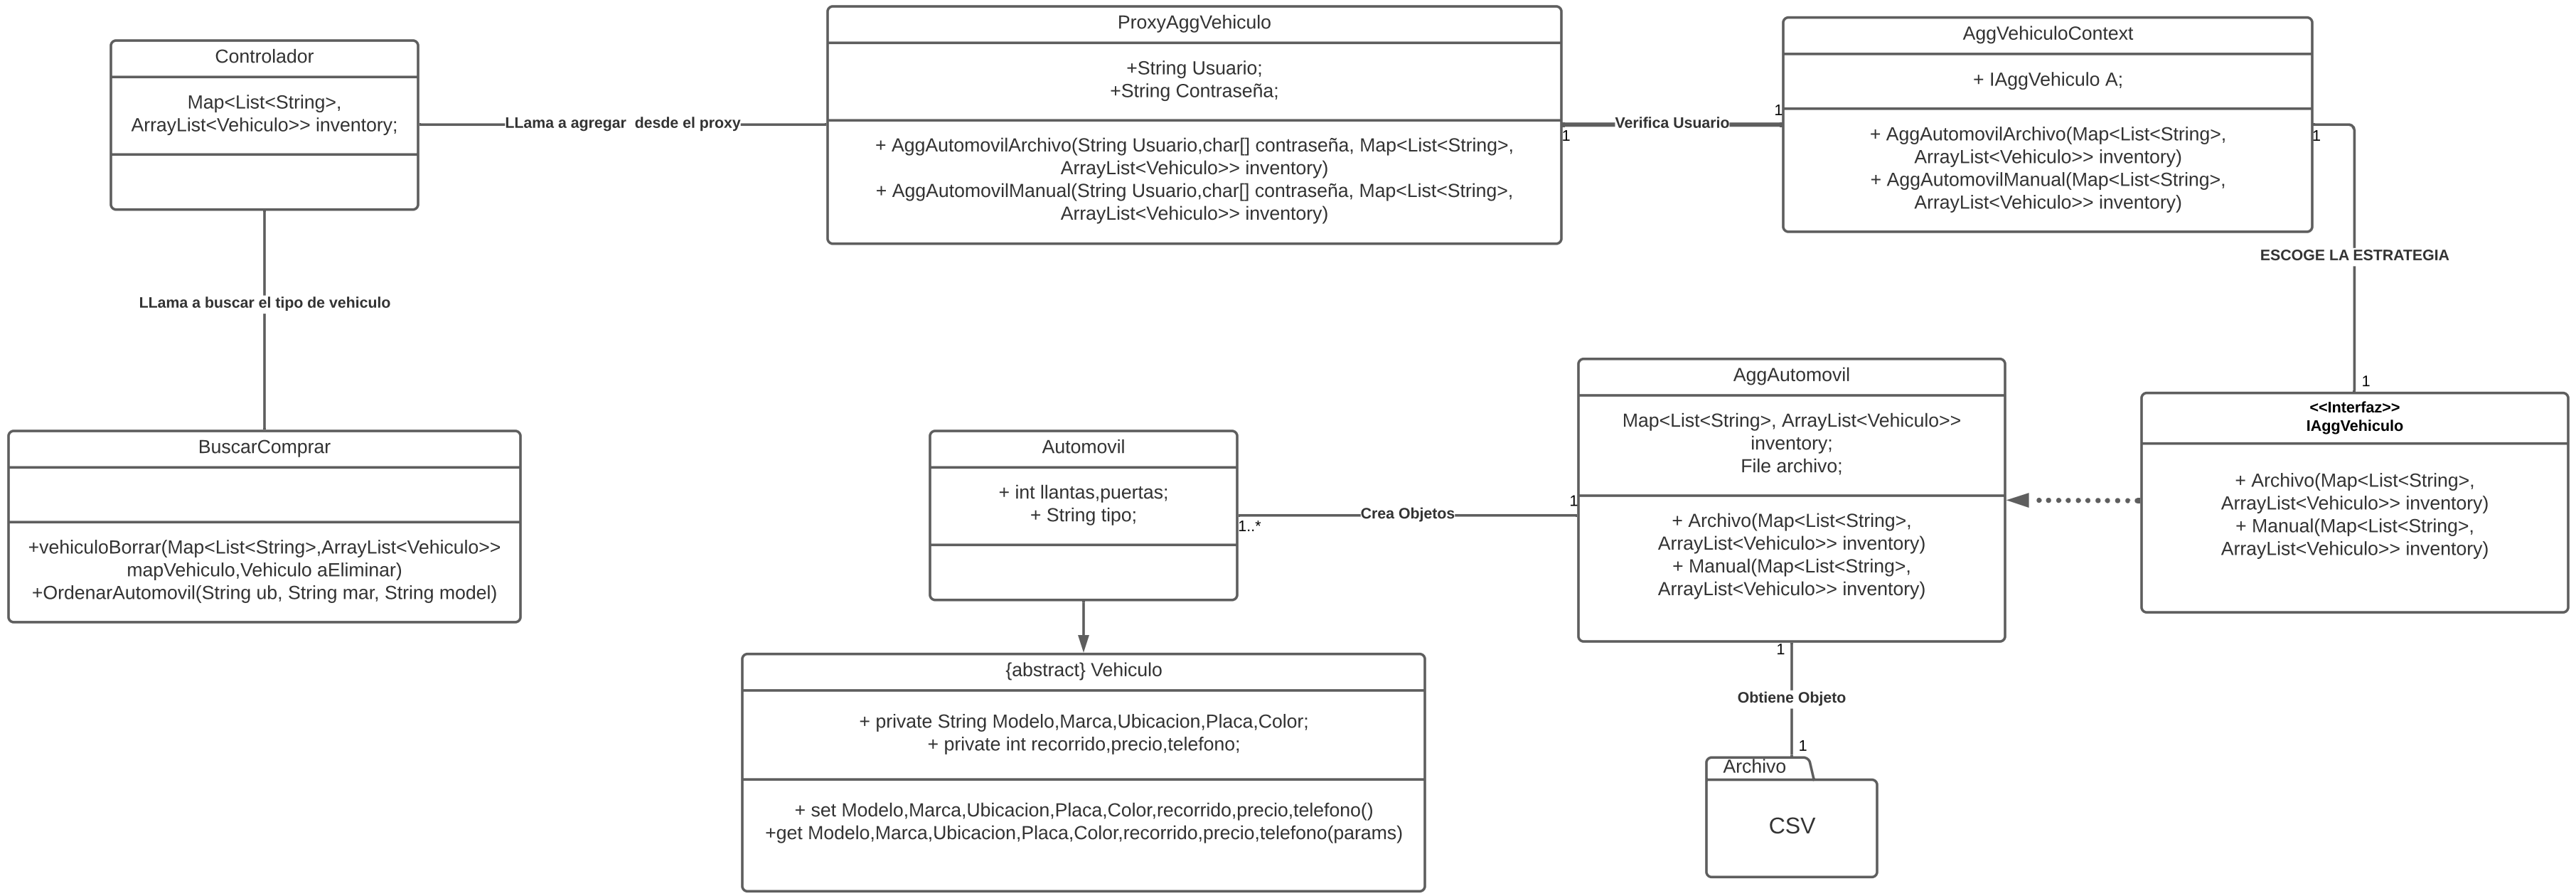 Controlador
Map<List<String>,
ArrayList<Vehiculo>> inventory;
LLama a agregar  desde el proxy
ProxyAggVehiculo
+String Usuario;
+String Contraseña;
+ AggAutomovilArchivo(String Usuario,char[] contraseña, Map<List<String>,
ArrayList<Vehiculo>> inventory)
+ AggAutomovilManual(String Usuario,char[] contraseña, Map<List<String>,
ArrayList<Vehiculo>> inventory)
1
Verifica Usuario
1
AggVehiculoContext
+ IAggVehiculo A;
+ AggAutomovilArchivo(Map<List<String>,
ArrayList<Vehiculo>> inventory)
+ AggAutomovilManual(Map<List<String>,
ArrayList<Vehiculo>> inventory)
1
ESCOGE LA ESTRATEGIA
1
LLama a buscar el tipo de vehiculo
BuscarComprar
+vehiculoBorrar(Map<List<String>,ArrayList<Vehiculo>>
mapVehiculo,Vehiculo aEliminar)
+OrdenarAutomovil(String ub, String mar, String model)
Automovil
+ int llantas,puertas;
+ String tipo;
1..*
Crea Objetos
1
AggAutomovil
Map<List<String>, ArrayList<Vehiculo>>
inventory;
File archivo;
+ Archivo(Map<List<String>,
ArrayList<Vehiculo>> inventory)
+ Manual(Map<List<String>,
ArrayList<Vehiculo>> inventory)
<<Interfaz>>
IAggVehiculo
+ Archivo(Map<List<String>,
ArrayList<Vehiculo>> inventory)
+ Manual(Map<List<String>,
ArrayList<Vehiculo>> inventory)
{abstract} Vehiculo
+ private String Modelo,Marca,Ubicacion,Placa,Color;
+ private int recorrido,precio,telefono;
+ set Modelo,Marca,Ubicacion,Placa,Color,recorrido,precio,telefono()
+get Modelo,Marca,Ubicacion,Placa,Color,recorrido,precio,telefono(params)
1
Obtiene Objeto
1
Archivo
CSV